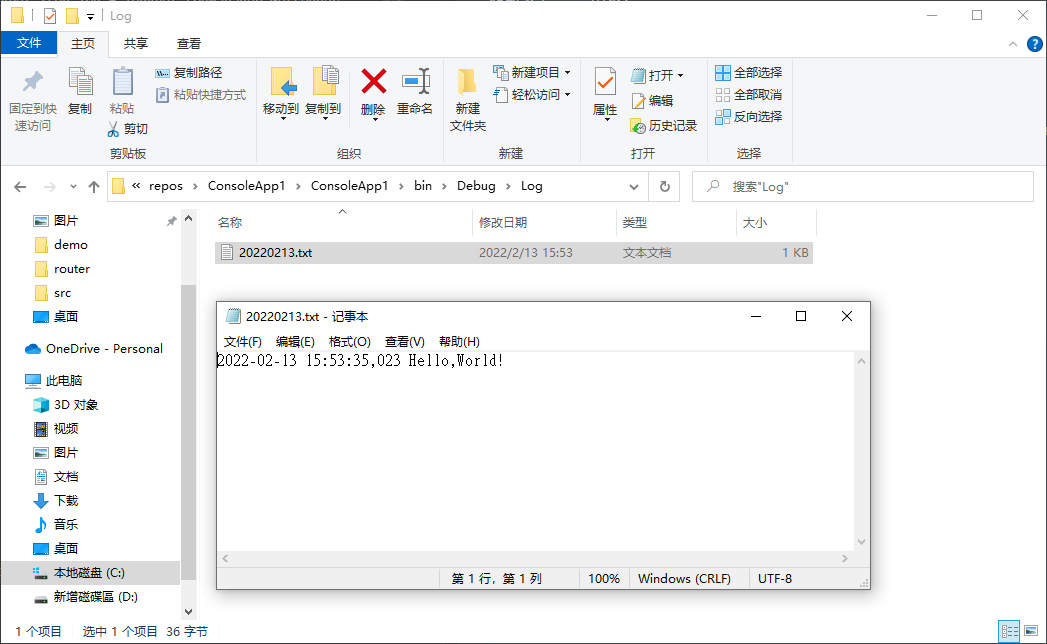 Log
文件 主页 共享 查看
固定到快速访问
复制
粘贴
复制路径
粘贴快捷方式
剪切
剪贴板
移动到
复制到
删除
重命名
组织
新建文件夹
新建项目
轻松访问
新建
属性
打开
编辑
历史记录
打开
全部选择
全部取消
反向选择
选择
« repos › ConsoleApp1 › ConsoleApp1 › bin › Debug › Log
搜索"Log"
图片
demo
router
src
桌面
OneDrive - Personal
此电脑
3D 对象
视频
图片
文档
下载
音乐
桌面
本地磁盘 (C:)
新增磁碟區 (D:)
名称 修改日期 类型 大小
20220213.txt 2022/2/13 15:53 文本文档 1 KB
20220213.txt - 记事本
文件(F) 编辑(E) 格式(O) 查看(V) 帮助(H)
2022-02-13 15:53:35,023 Hello,World!
第 1 行，第 1 列 100% Windows (CRLF) UTF-8
1 个项目 选中 1 个项目 36 字节